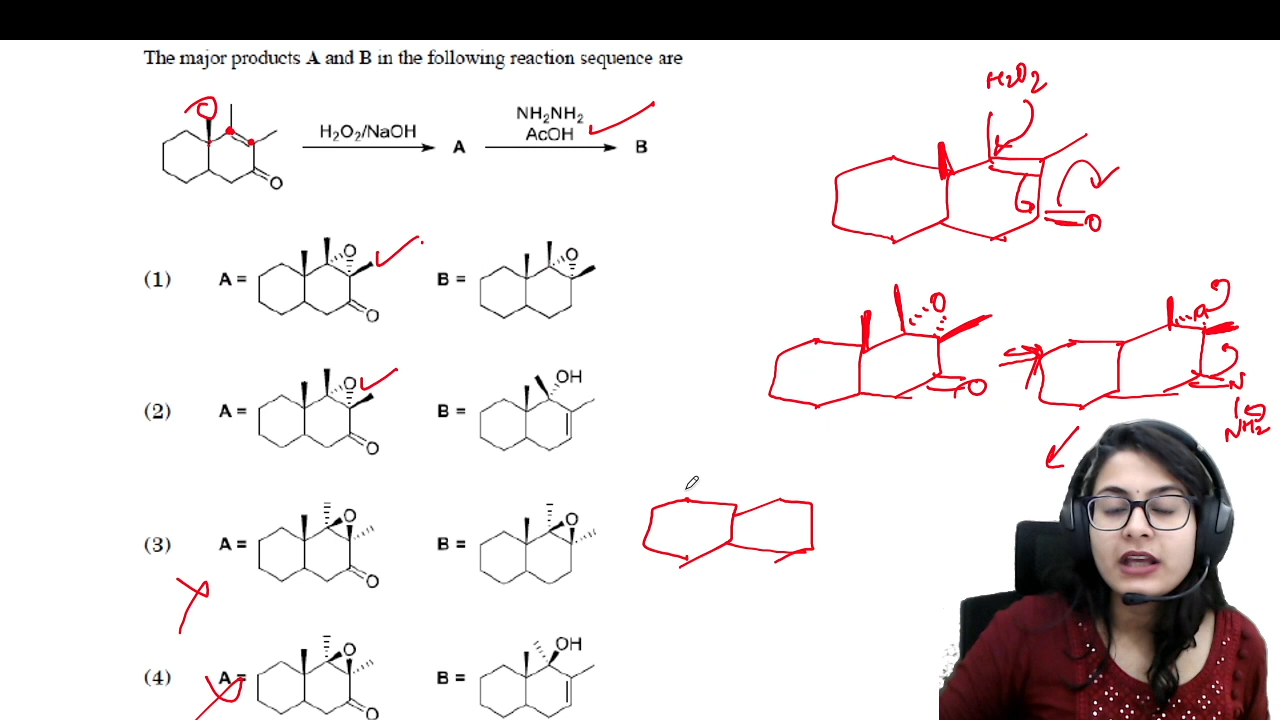 The major products A and B in the following reaction sequence are
H₂O₂
O
H₂O₂/NaOH
A
NH₂NH₂
AcOH
B
O
(1) A = O O B = O
(2) A = O O B = OH
(3) A = O O B = O
(4) A = O O B = OH
O
O
O
N
NH₂